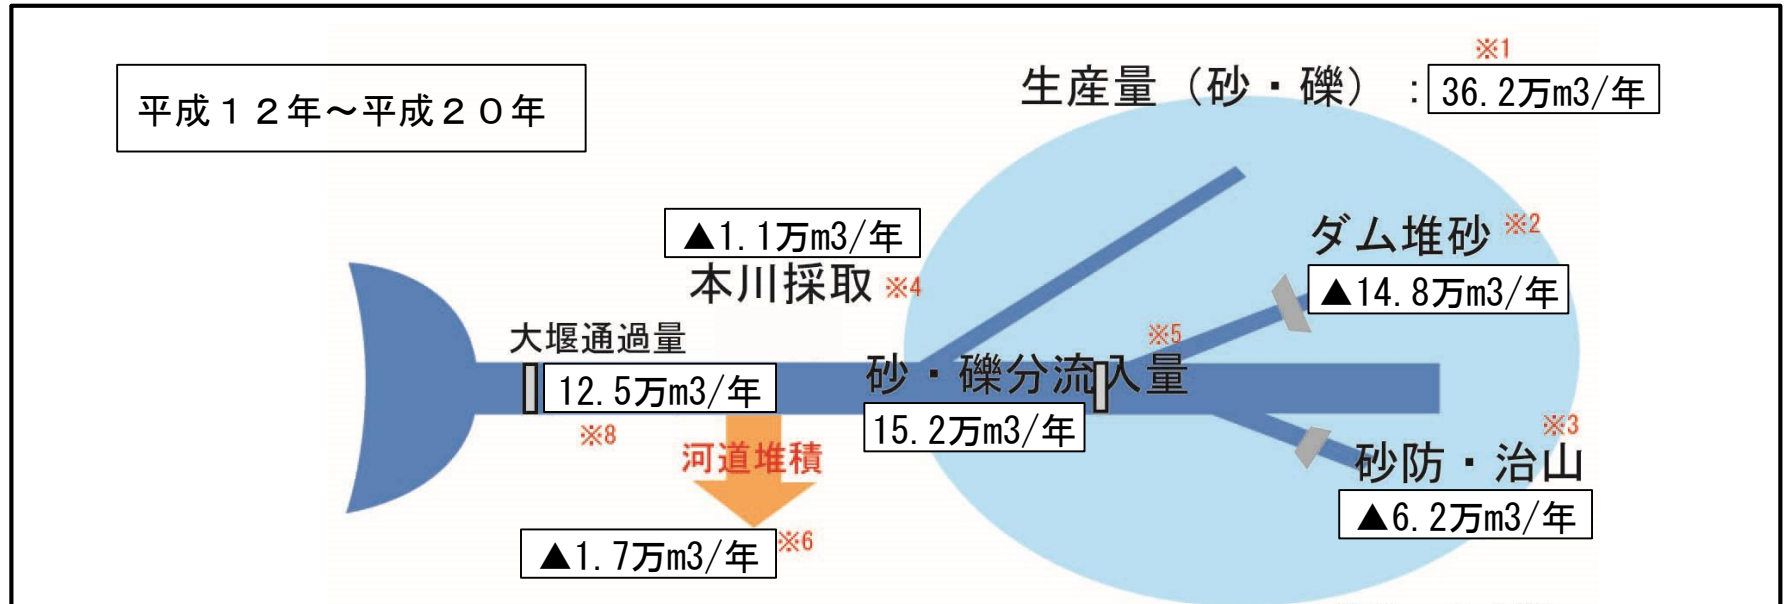 平成１２年～平成２０年
※1
生産量（砂・礫）：36.2万m3/年
▲1.1万m3/年
本川採取 ※4
ダム堆砂 ※2
▲14.8万m3/年
大堰通過量
12.5万m3/年
※8
※5
砂・礫分流入量
15.2万m3/年
河道堆積
▲1.7万m3/年 ※6
※3
砂防・治山
▲6.2万m3/年